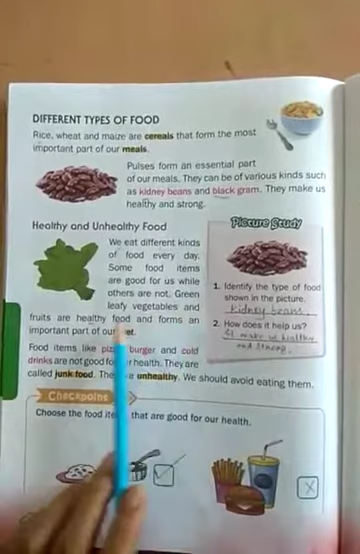 DIFFERENT TYPES OF FOOD
Rice, wheat and maize are cereals that form the most
important part of our meals.
Pulses form an essential part
of our meals. They can be of various kinds such
as kidney beans and black gram. They make us
healthy and strong.
Healthy and Unhealthy Food
We eat different kinds
of food every day.
Some food items
are good for us while
others are not. Green
leafy vegetables and
fruits are healthy food and forms an
important part of our
Food items like burger and cold
drinks are not good health. They are
called junk food. unhealthy. We should avoid eating them.
Picture Study
1. Identify the type of food
shown in the picture.
Kidney beans.
2. How does it help us?
It make us healthy
and strong.
Checkpoint
Choose the food that are good for our health.